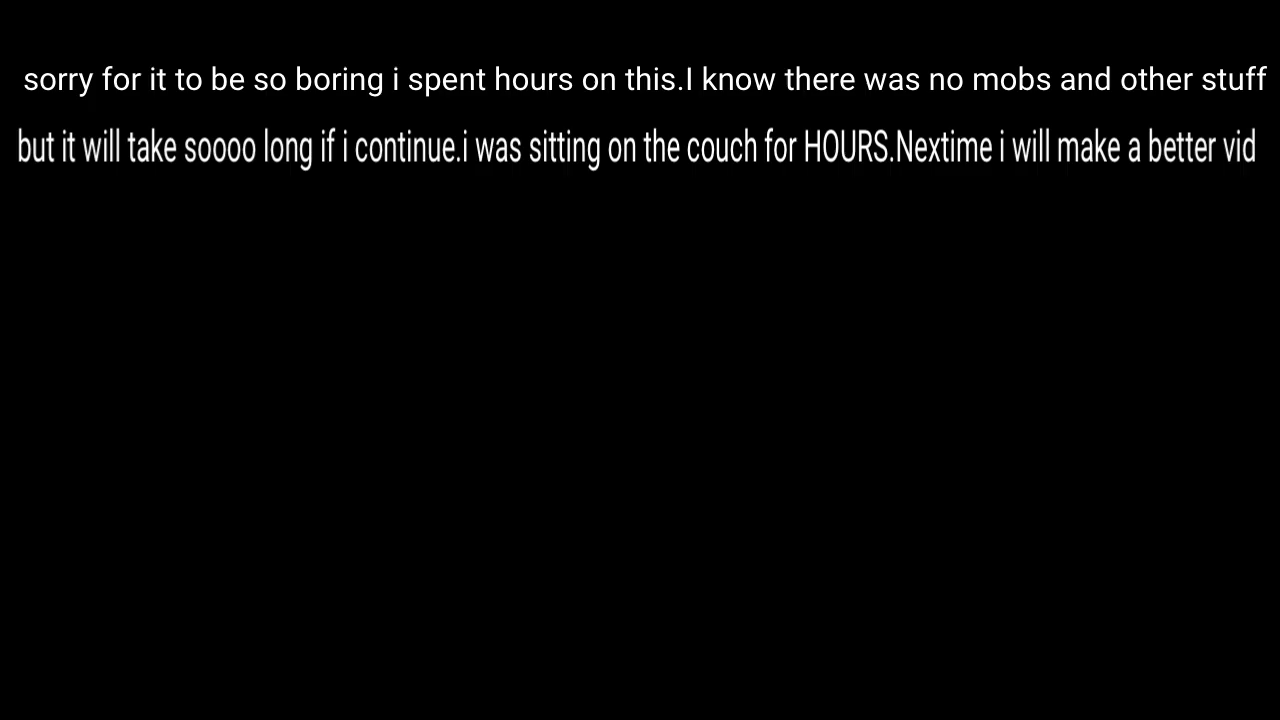 sorry for it to be so boring i spent hours on this.I know there was no mobs and other stuff
but it will take soooo long if i continue.i was sitting on the couch for HOURS.Nextime i will make a better vid